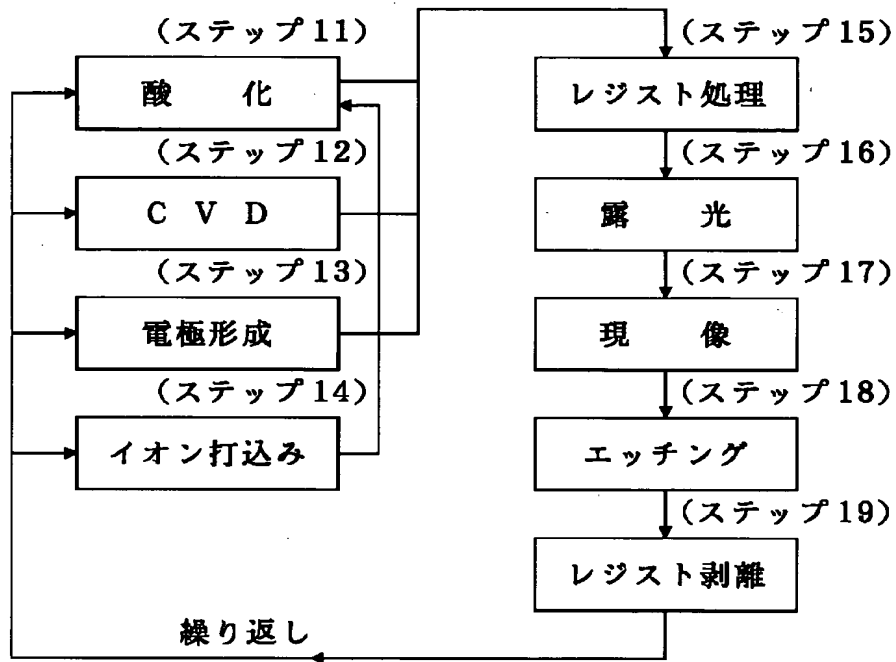 (ステップ11)
酸 化
(ステップ12)
C V D
(ステップ13)
電極形成
(ステップ14)
イオン打込み
(ステップ15)
レジスト処理
(ステップ16)
露 光
(ステップ17)
現 像
(ステップ18)
エッチング
(ステップ19)
レジスト剥離
繰り返し